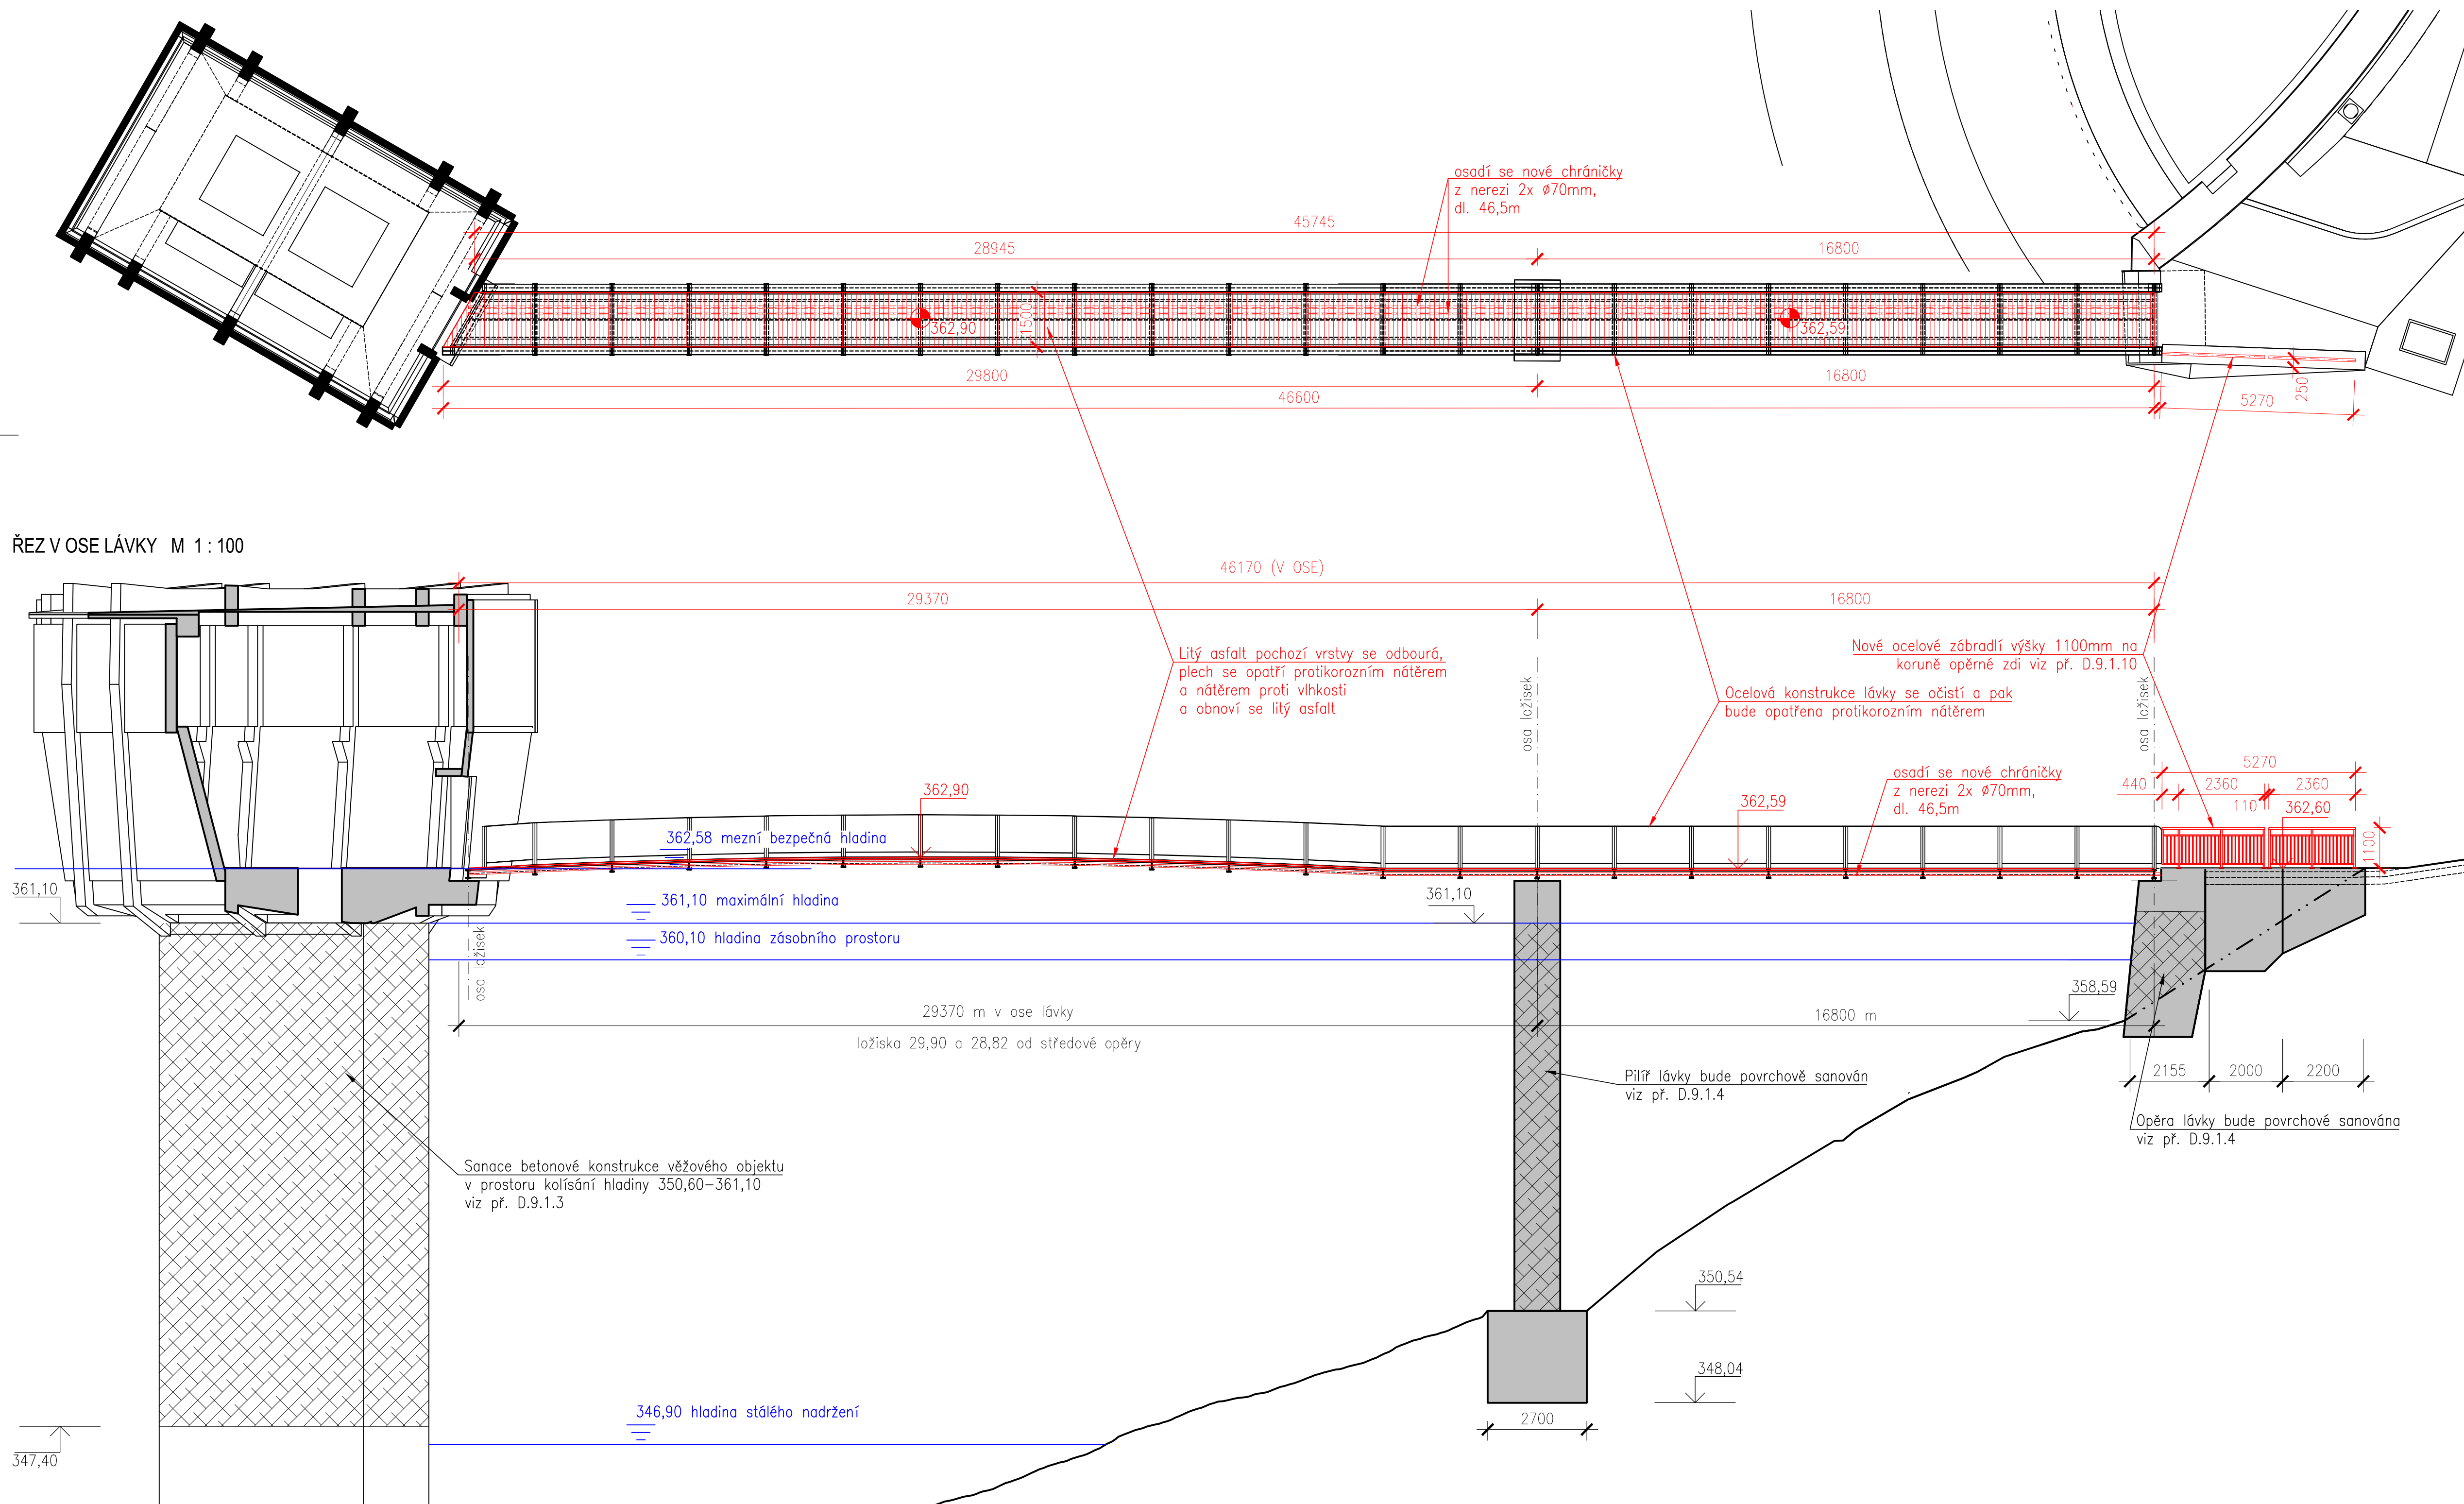 osadí se nové chráničky
z nerezi 2x ø70mm,
dl. 46,5m
45745
28945
16800
362,90
1500
362,59
29800
16800
46600
250
5270
ŘEZ V OSE LÁVKY M 1 : 100
46170 (V OSE)
29370
16800
Litý asfalt pochozí vrstvy se odbourá,
plech se opatří protikorozním nátěrem
a nátěrem proti vlhkosti
a obnoví se litý asfalt
osa ložisek
Ocelová konstrukce lávky se očistí a pak
bude opatřena protikorozním nátěrem
Nové ocelové zábradlí výšky 1100mm na
koruně opěrné zdi viz př. D.9.1.10
osa ložisek
osadí se nové chráničky
z nerezi 2x ø70mm,
dl. 46,5m
5270
440
2360
2360
110
362,60
1100
362,90
362,59
362,58 mezní bezpečná hladina
361,10
361,10 maximální hladina
361,10
360,10 hladina zásobního prostoru
osa ložisek
358,59
29370 m v ose lávky
16800 m
ložiska 29,90 a 28,82 od středové opěry
Pilíř lávky bude povrchově sanován
viz př. D.9.1.4
2155
2000
2200
Opěra lávky bude povrchové sanována
viz př. D.9.1.4
Sanace betonové konstrukce věžového objektu
v prostoru kolísání hladiny 350,60–361,10
viz př. D.9.1.3
350,54
348,04
346,90 hladina stálého nadržení
2700
347,40